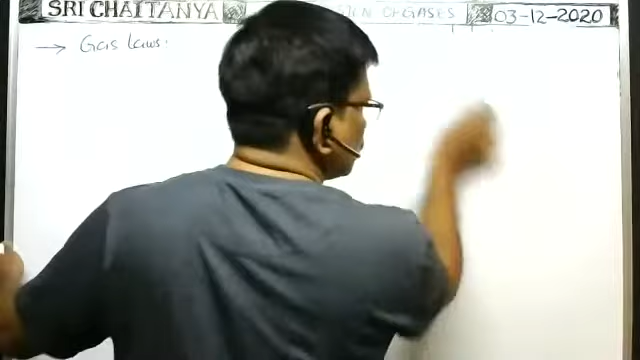 SRI CHAITANYA OF GASES 03-12-2020
→ Gas laws.